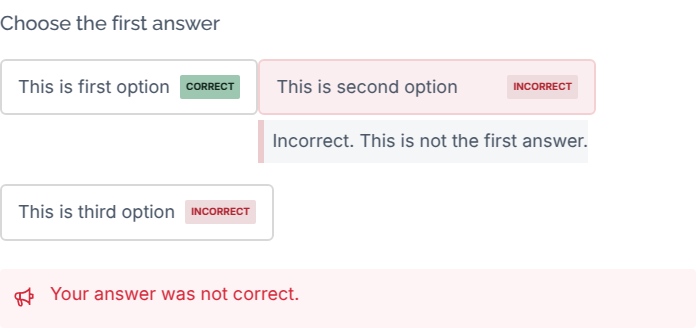 Choose the first answer
This is first option CORRECT
This is second option INCORRECT
Incorrect. This is not the first answer.
This is third option INCORRECT
Your answer was not correct.